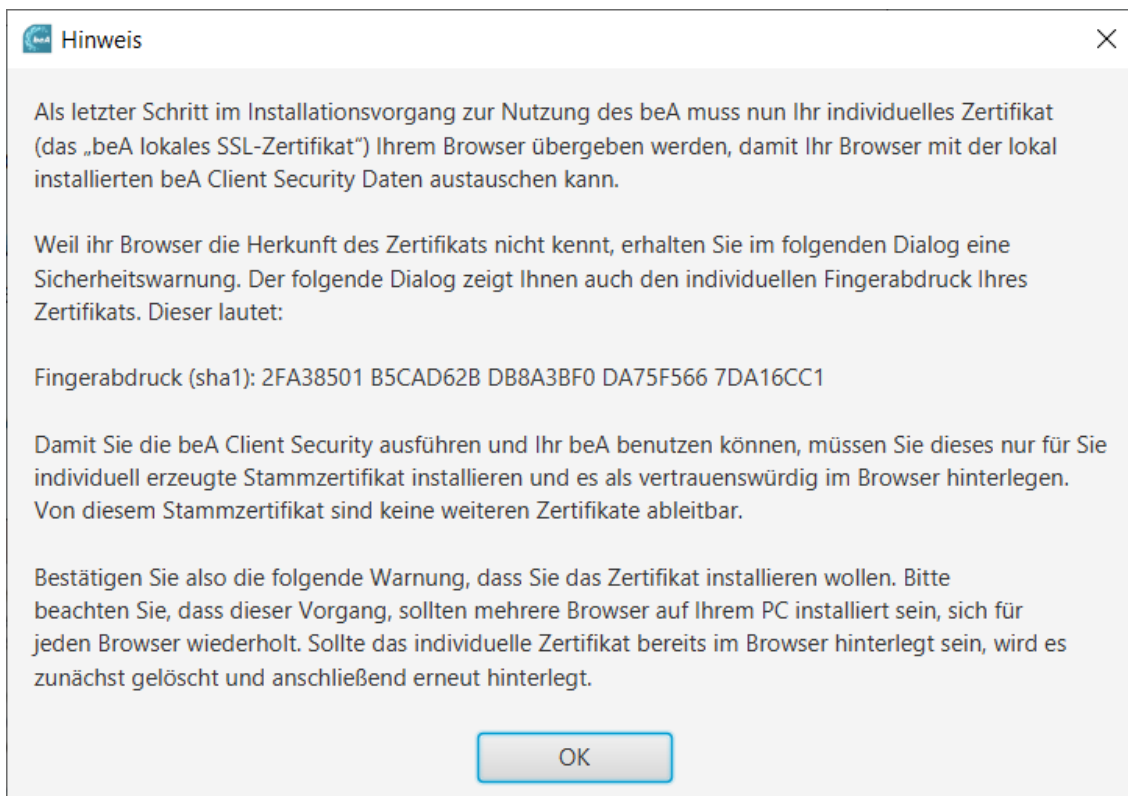 beA Hinweis
Als letzter Schritt im Installationsvorgang zur Nutzung des beA muss nun Ihr individuelles Zertifikat
(das „beA lokales SSL-Zertifikat“) Ihrem Browser übergeben werden, damit Ihr Browser mit der lokal
installierten beA Client Security Daten austauschen kann.
Weil ihr Browser die Herkunft des Zertifikats nicht kennt, erhalten Sie im folgenden Dialog eine
Sicherheitswarnung. Der folgende Dialog zeigt Ihnen auch den individuellen Fingerabdruck Ihres
Zertifikats. Dieser lautet:
Fingerabdruck (sha1): 2FA38501 B5CAD62B DB8A3BF0 DA75F566 7DA16CC1
Damit Sie die beA Client Security ausführen und Ihr beA benutzen können, müssen Sie dieses nur für Sie
individuell erzeugte Stammzertifikat installieren und es als vertrauenswürdig im Browser hinterlegen.
Von diesem Stammzertifikat sind keine weiteren Zertifikate ableitbar.
Bestätigen Sie also die folgende Warnung, dass Sie das Zertifikat installieren wollen. Bitte
beachten Sie, dass dieser Vorgang, sollten mehrere Browser auf Ihrem PC installiert sein, sich für
jeden Browser wiederholt. Sollte das individuelle Zertifikat bereits im Browser hinterlegt sein, wird es
zunächst gelöscht und anschließend erneut hinterlegt.
OK